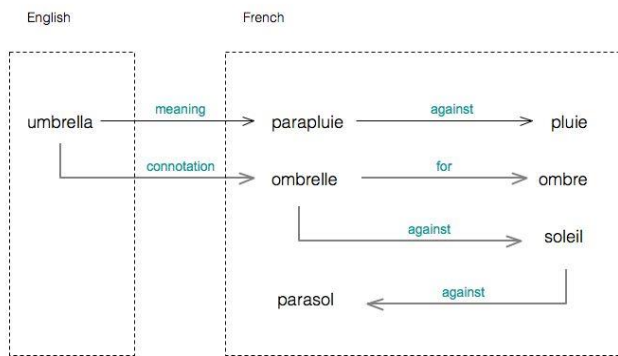 English French
umbrella meaning parapluie against pluie
connotation ombrelle for ombre
against soleil
parasol against